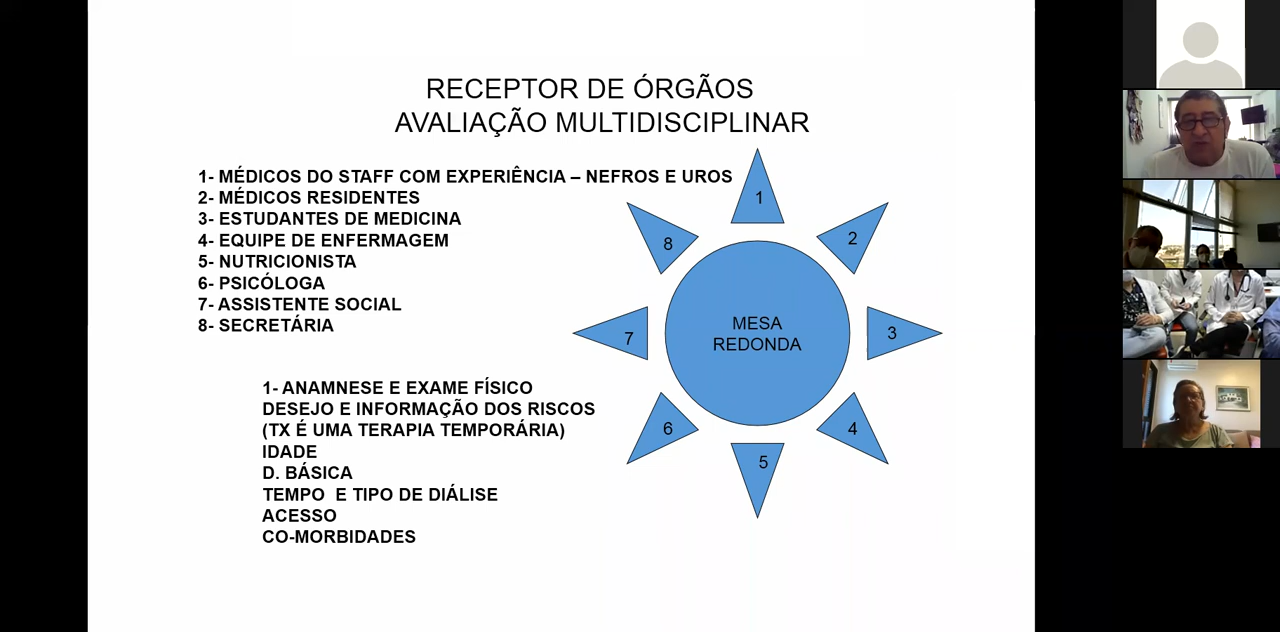 RECEPTOR DE ÓRGÃOS
AVALIAÇÃO MULTIDISCIPLINAR
1- MÉDICOS DO STAFF COM EXPERIÊNCIA – NEFROS E UROS
2- MÉDICOS RESIDENTES
3- ESTUDANTES DE MEDICINA
4- EQUIPE DE ENFERMAGEM
5- NUTRICIONISTA
6- PSICÓLOGA
7- ASSISTENTE SOCIAL
8- SECRETÁRIA
1- ANAMNESE E EXAME FÍSICO
DESEJO E INFORMAÇÃO DOS RISCOS
(TX É UMA TERAPIA TEMPORÁRIA)
IDADE
D. BÁSICA
TEMPO  E TIPO DE DIÁLISE
ACESSO
CO-MORBIDADES
1
2
3
4
5
6
7
8
MESA
REDONDA